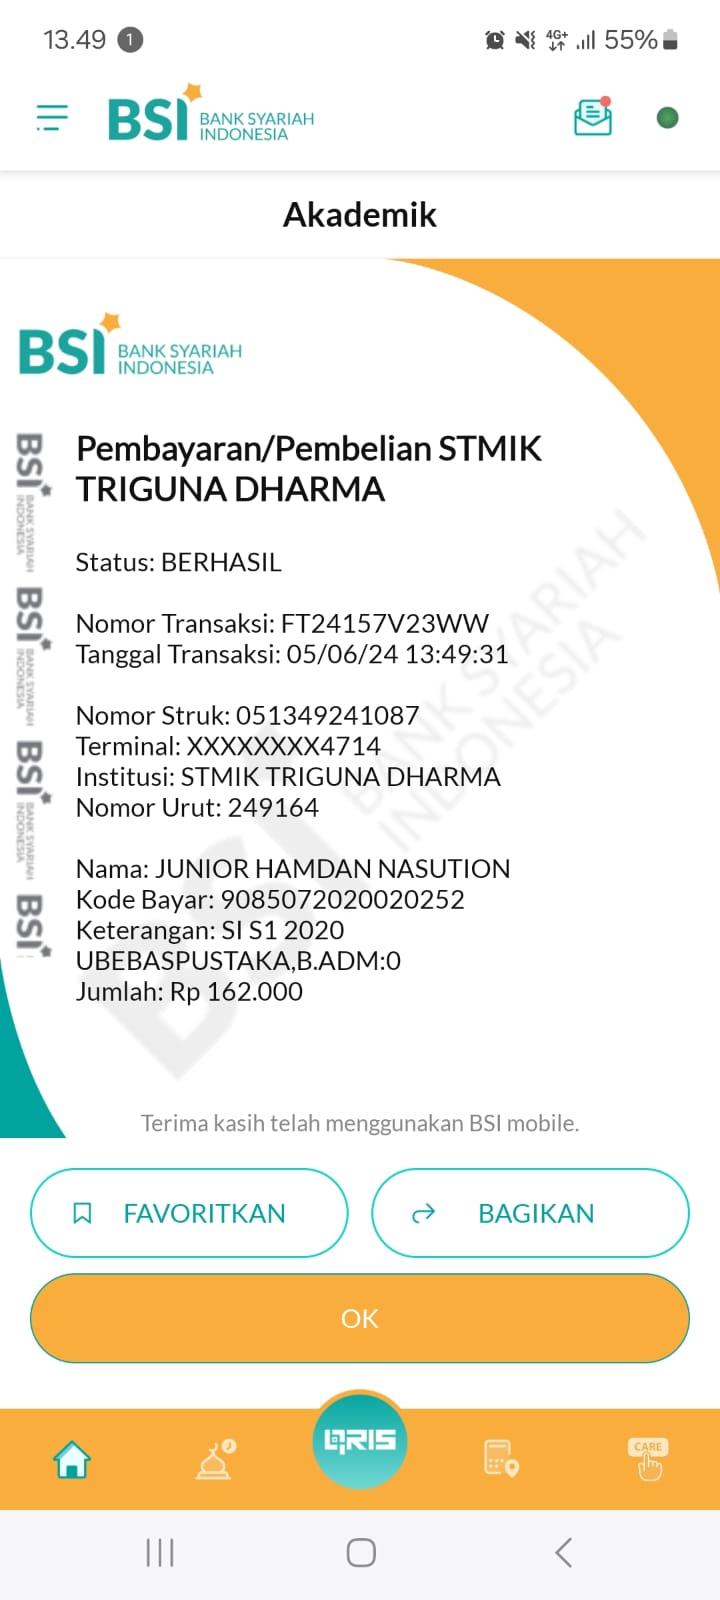 13.49 1 4G+ 55%
BSI BANK SYARIAH
INDONESIA
Akademik
BSI BANK SYARIAH
INDONESIA
BSI BANK SYARIAH INDONESIA
BSI BANK SYARIAH INDONESIA
BSI BANK SYARIAH INDONESIA
BSI
Pembayaran/Pembelian STMIK
TRIGUNA DHARMA
Status: BERHASIL
Nomor Transaksi: FT24157V23WW
Tanggal Transaksi: 05/06/24 13:49:31
Nomor Struk: 051349241087
Terminal: XXXXXXXX4714
Institusi: STMIK TRIGUNA DHARMA
Nomor Urut: 249164
Nama: JUNIOR HAMDAN NASUTION
Kode Bayar: 9085072020020252
Keterangan: SI S1 2020
UBEBASPUSTAKA,B.ADM:0
Jumlah: Rp 162.000
BSI BANK SYARIAH
INDONESIA
Terima kasih telah menggunakan BSI mobile.
FAVORITKAN
BAGIKAN
OK
QRIS
CARE